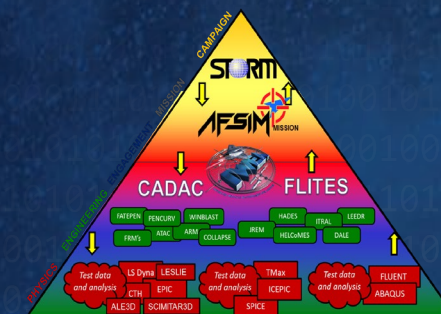 CAMPAIGN
STORM
MISSION
AFSIM
MISSION
ENGAGEMENT
CADAC
FLITES
ENGINEERING
FATEPEN
PENCURV
WINBLAST
FRM's
ATAC
ARM
COLLAPSE
HADES
ITRAL
LEEDR
JREM
HELCoMES
DALE
PHYSICS
Test data
and analysis
LS Dyna
LESLIE
CTH
EPIC
ALE3D
SCIMITAR3D
Test data
and analysis
TMax
ICEPIC
SPICE
Test data
and analysis
FLUENT
ABAQUS